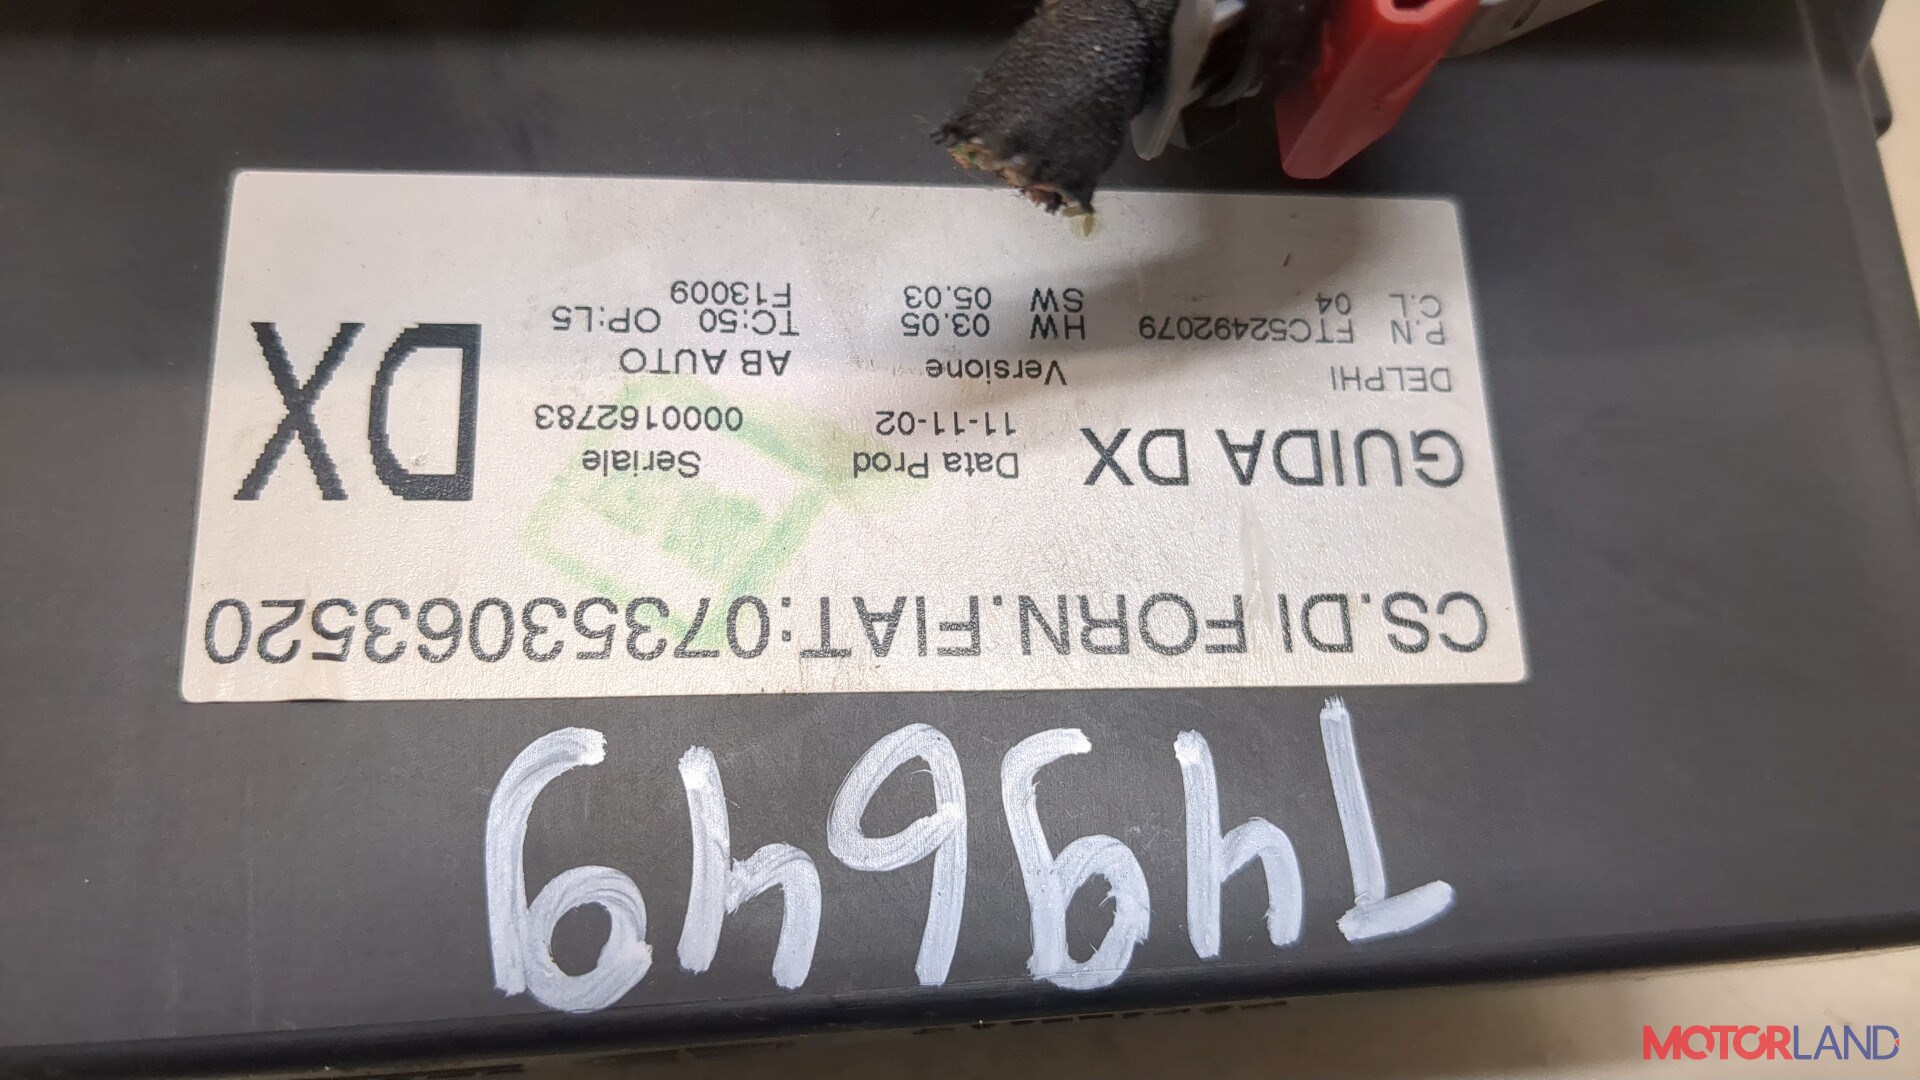 T49649
CS.DI FORN.FIAT:07353063520
GUIDA DX
Data Prod
11-11-02
Seriale
0000162783
DX
DELPHI
P.N FTC52492079
C.L 04
Versione
HW 03.05
SW 05.03
AB AUTO
TC:50 OP:L5
F13009
MOTORLAND